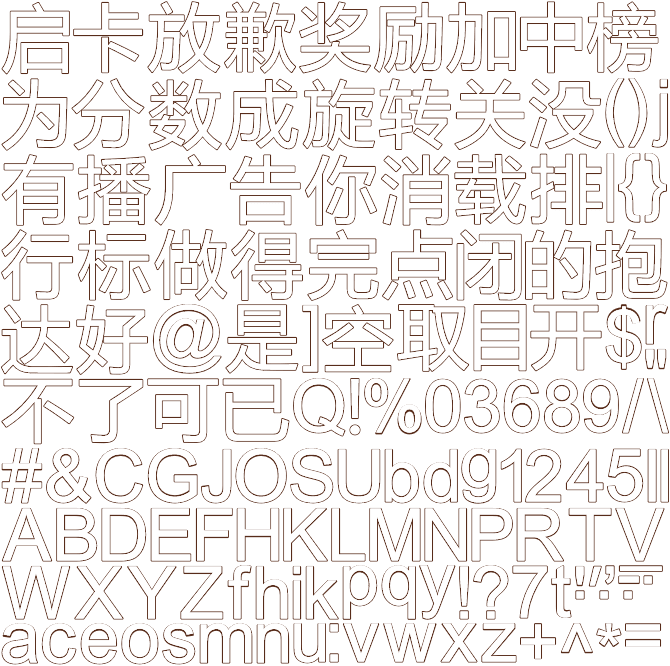 启卡放歉奖励加中榜
为分数成旋转关没()j
有播广告你消载排|{}
行标做得完点闭的抱
达好@是]空取目开$r"
不了可已Q!%03689/\
#&CGJOSUbdg1245
ABDEFHKLMNPRTV
WXYZfhikpqy!?7t
aceosmnu:vwxz+^*=